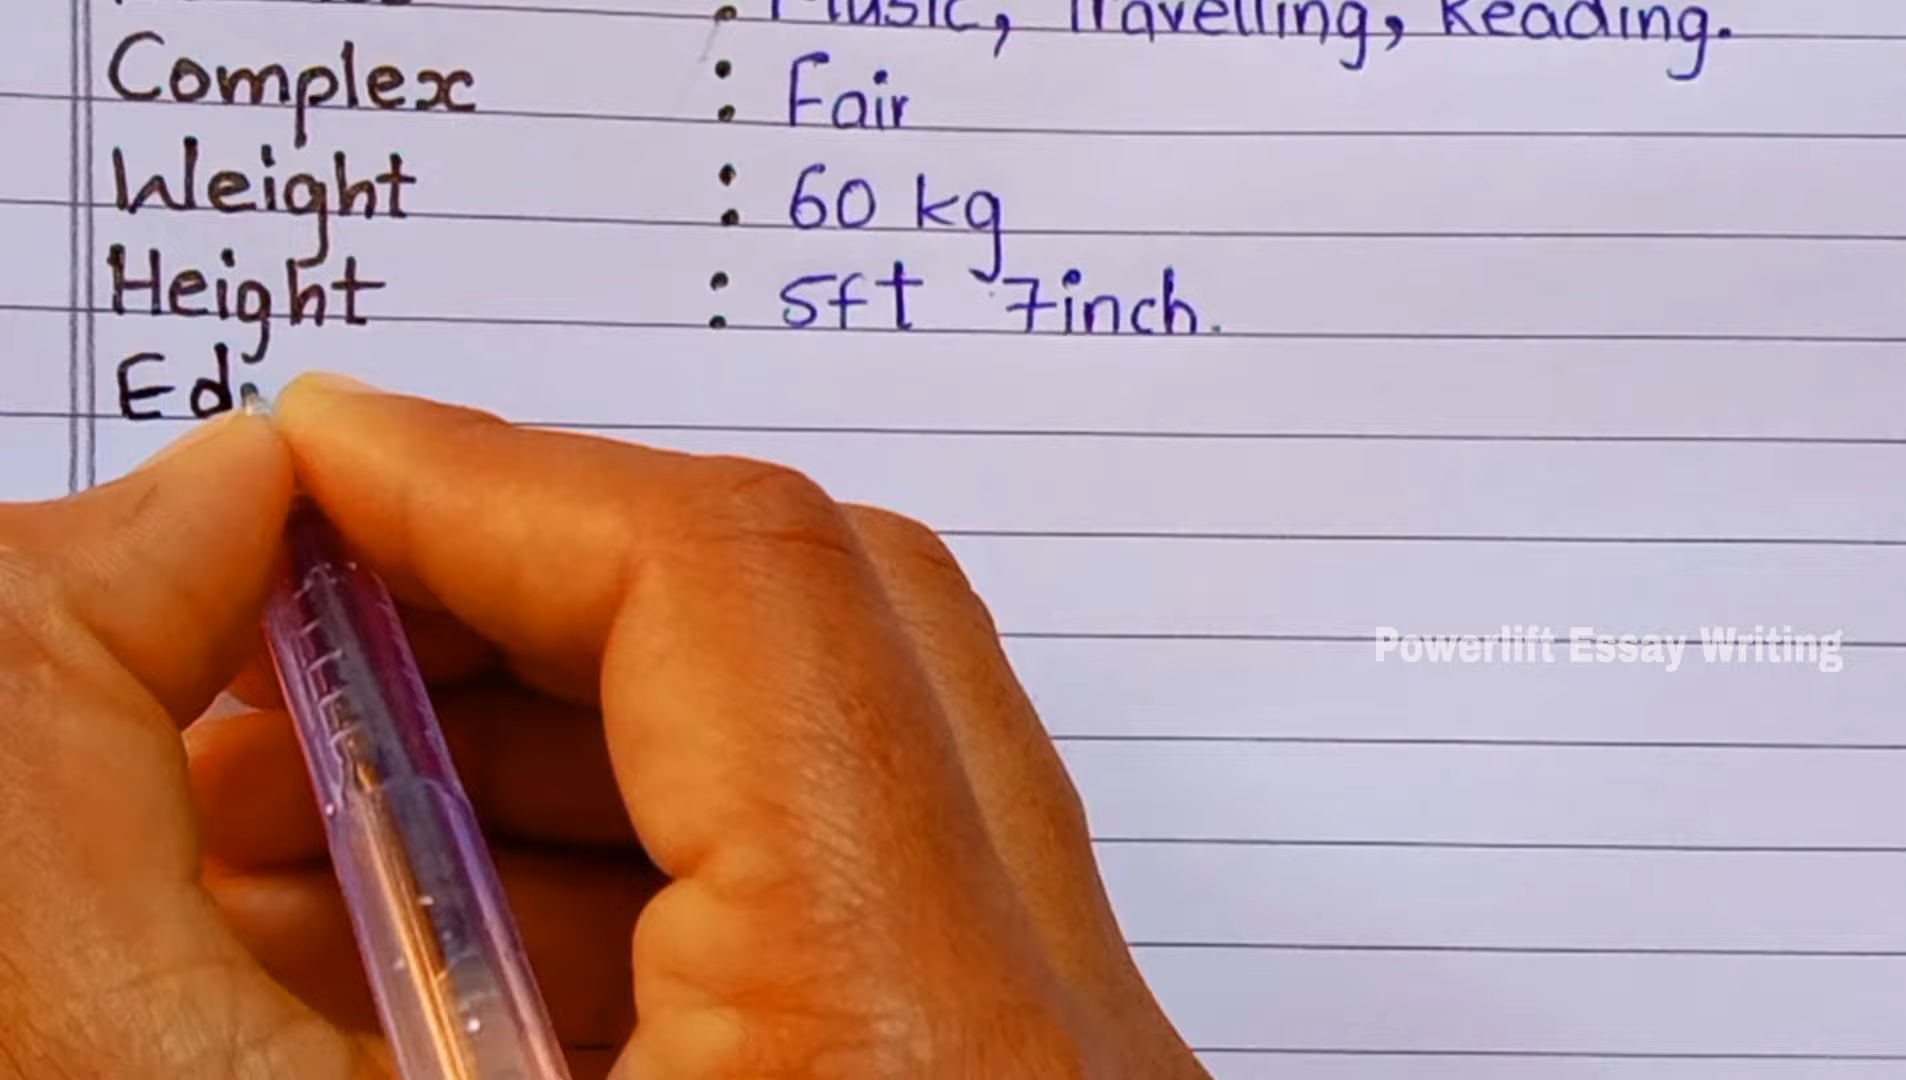 : Music, Travelling, Reading.
Complex : Fair
Weight : 60 kg
Height : 5ft 7inch.
Ed
Powerlift Essay Writing